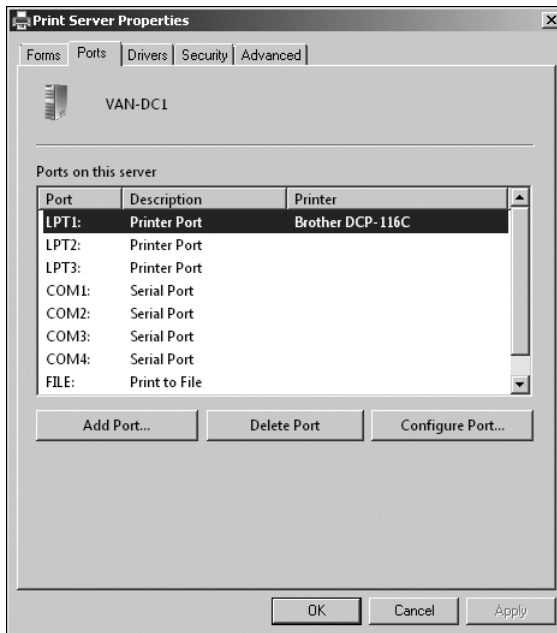 Print Server Properties
Forms Ports Drivers Security Advanced
VAN-DC1
Ports on this server
Port Description Printer
LPT1: Printer Port Brother DCP-116C
LPT2: Printer Port
LPT3: Printer Port
COM1: Serial Port
COM2: Serial Port
COM3: Serial Port
COM4: Serial Port
FILE: Print to File
Add Port... Delete Port Configure Port...
OK Cancel Apply